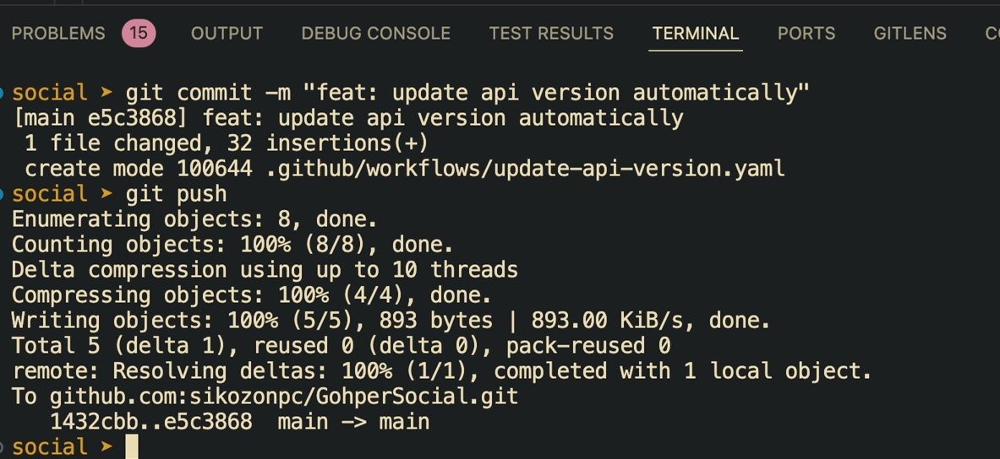 PROBLEMS 15 OUTPUT DEBUG CONSOLE TEST RESULTS TERMINAL PORTS GITLENS
social ➤ git commit -m "feat: update api version automatically"
[main e5c3868] feat: update api version automatically
1 file changed, 32 insertions(+)
create mode 100644 .github/workflows/update-api-version.yaml
social ➤ git push
Enumerating objects: 8, done.
Counting objects: 100% (8/8), done.
Delta compression using up to 10 threads
Compressing objects: 100% (4/4), done.
Writing objects: 100% (5/5), 893 bytes | 893.00 KiB/s, done.
Total 5 (delta 1), reused 0 (delta 0), pack-reused 0
remote: Resolving deltas: 100% (1/1), completed with 1 local object.
To github.com:sikozonpc/GohperSocial.git
1432cbb..e5c3868  main -> main
social ➤